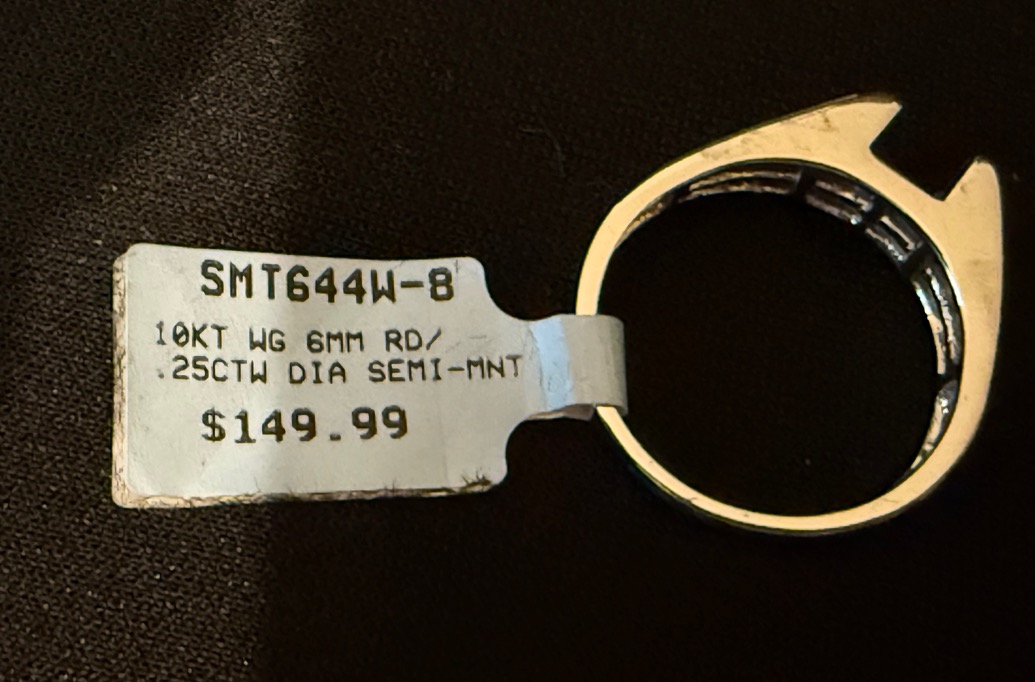 SMT644W-8
10KT WG 6MM RD/
.25CTW DIA SEMI-MNT
$149.99